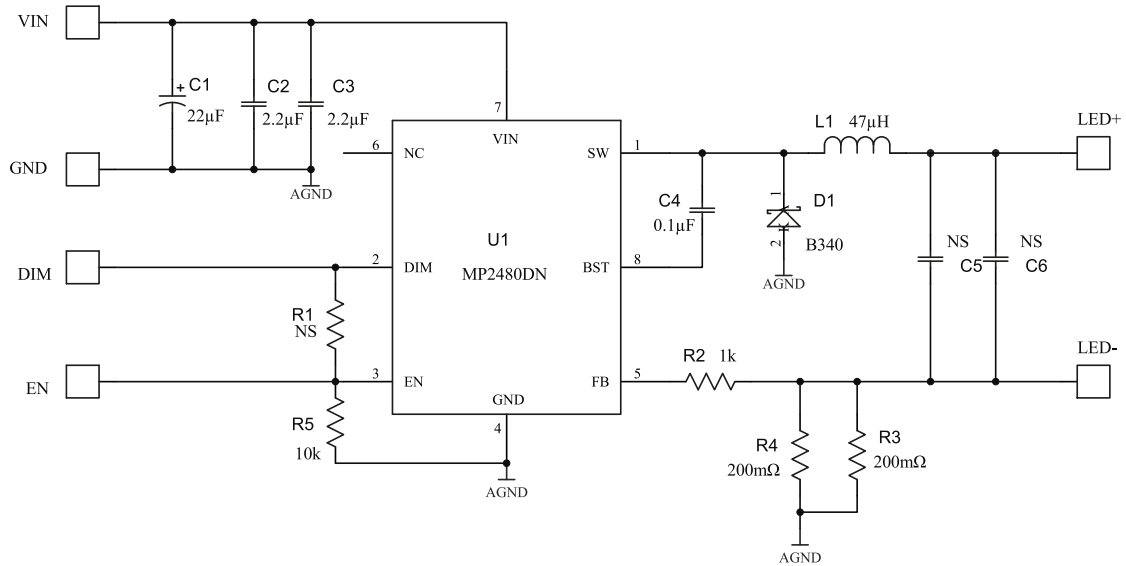 VIN
C1
22µF
C2
2.2µF
C3
2.2µF
GND
AGND
7
VIN
6
NC
SW
1
L1
47µH
LED+
C4
0.1µF
1
D1
2
B340
AGND
NS
C5
NS
C6
U1
MP2480DN
DIM
2
DIM
BST
8
R1
NS
EN
3
EN
FB
5
R2
1k
LED-
GND
4
R5
10k
AGND
R4
200mΩ
R3
200mΩ
AGND